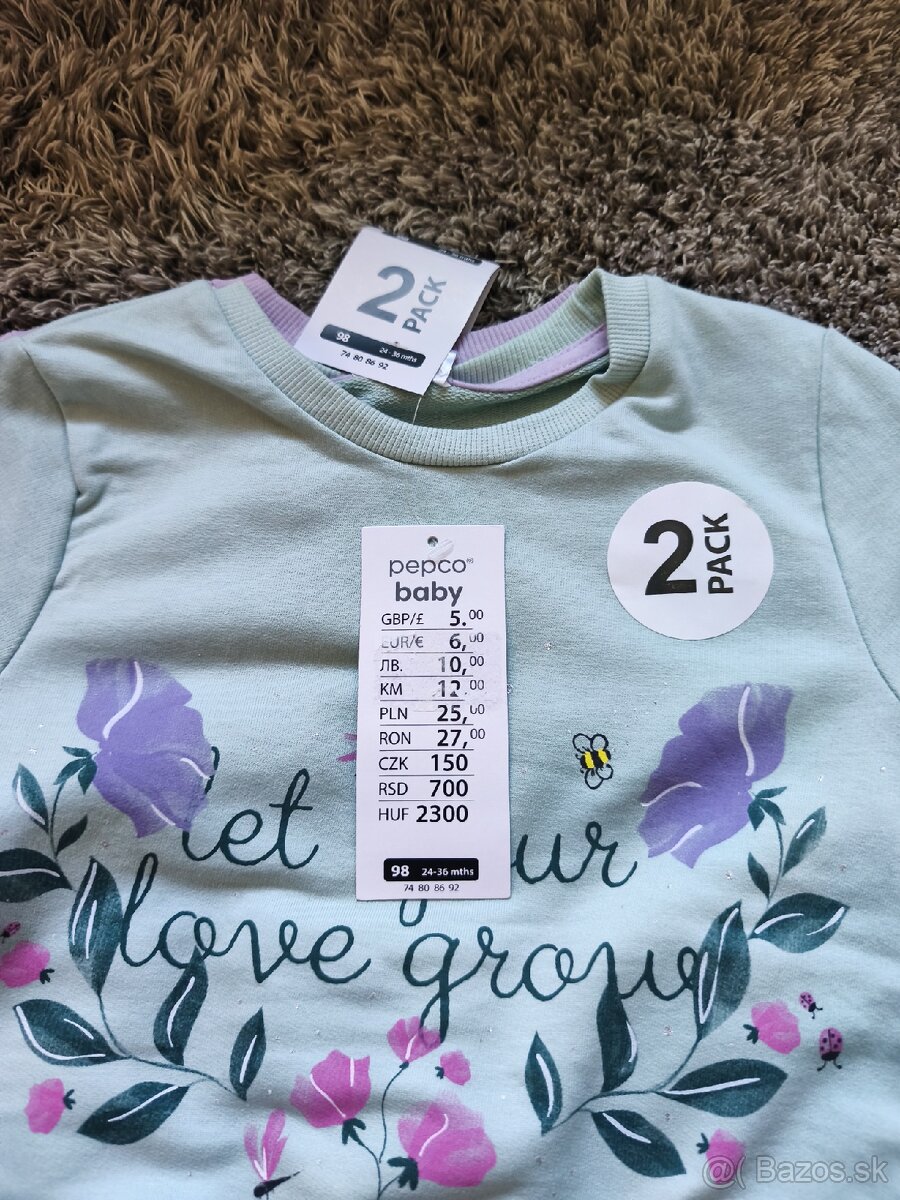 2
PACK
98 24-36 mths
74 80 86 92
2
PACK
pepco®
baby
GBP/£ 5.00
EUR/€ 6,00
ЛВ. 10,00
KM 12.00
PLN 25,00
RON 27,00
CZK 150
RSD 700
HUF 2300
98 24-36 mths
74 80 86 92
let
love grow
@( Bazos.sk